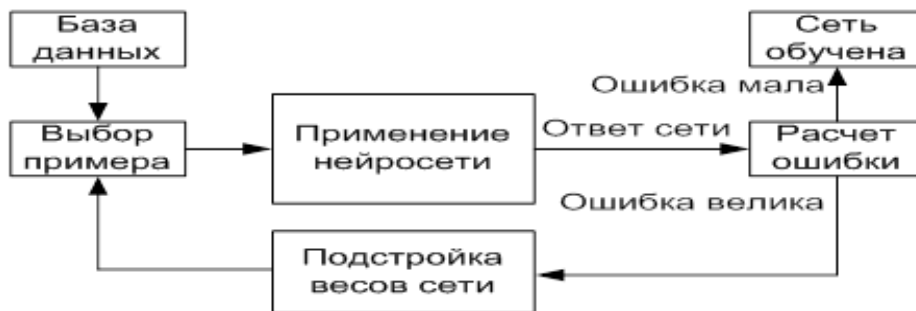 База
данных
Сеть
обучена
Ошибка мала
Выбор
примера
Применение
нейросети
Ответ сети
Расчет
ошибки
Ошибка велика
Подстройка
весов сети